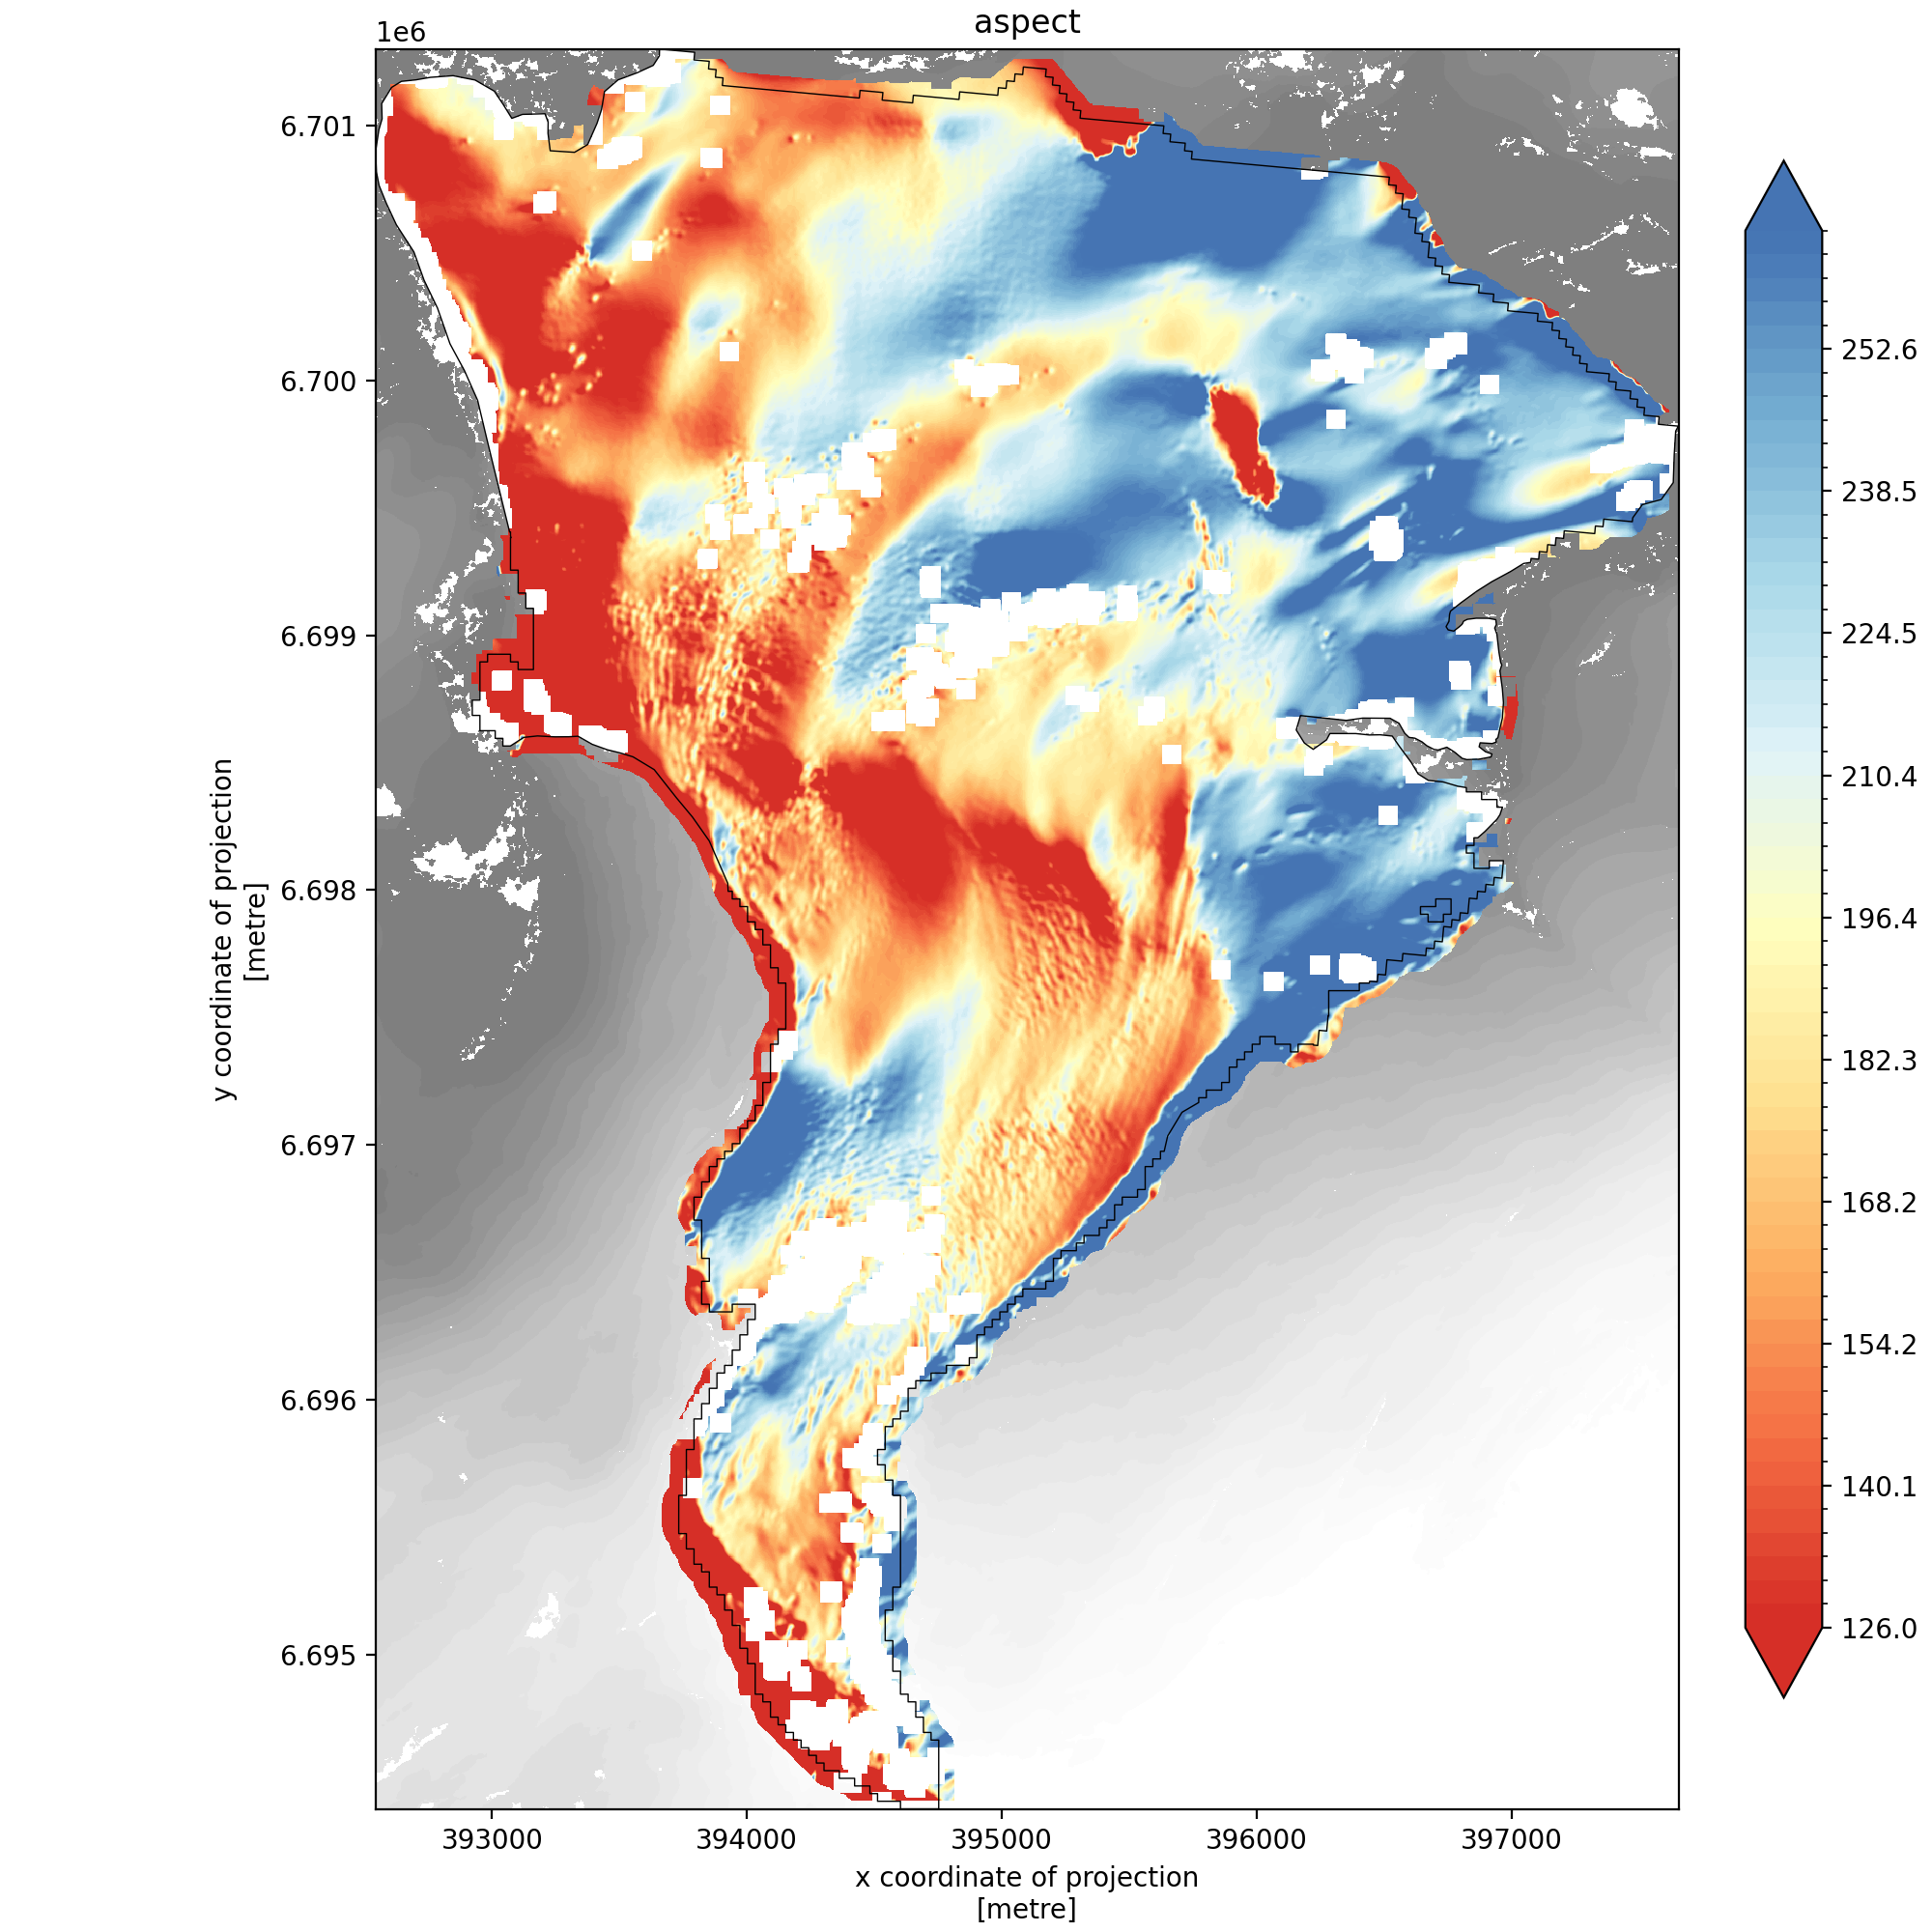 aspect
1e6
6.701
6.700
6.699
6.698
6.697
6.696
6.695
y coordinate of projection
[metre]
393000 394000 395000 396000 397000
x coordinate of projection
[metre]
252.6
238.5
224.5
210.4
196.4
182.3
168.2
154.2
140.1
126.0